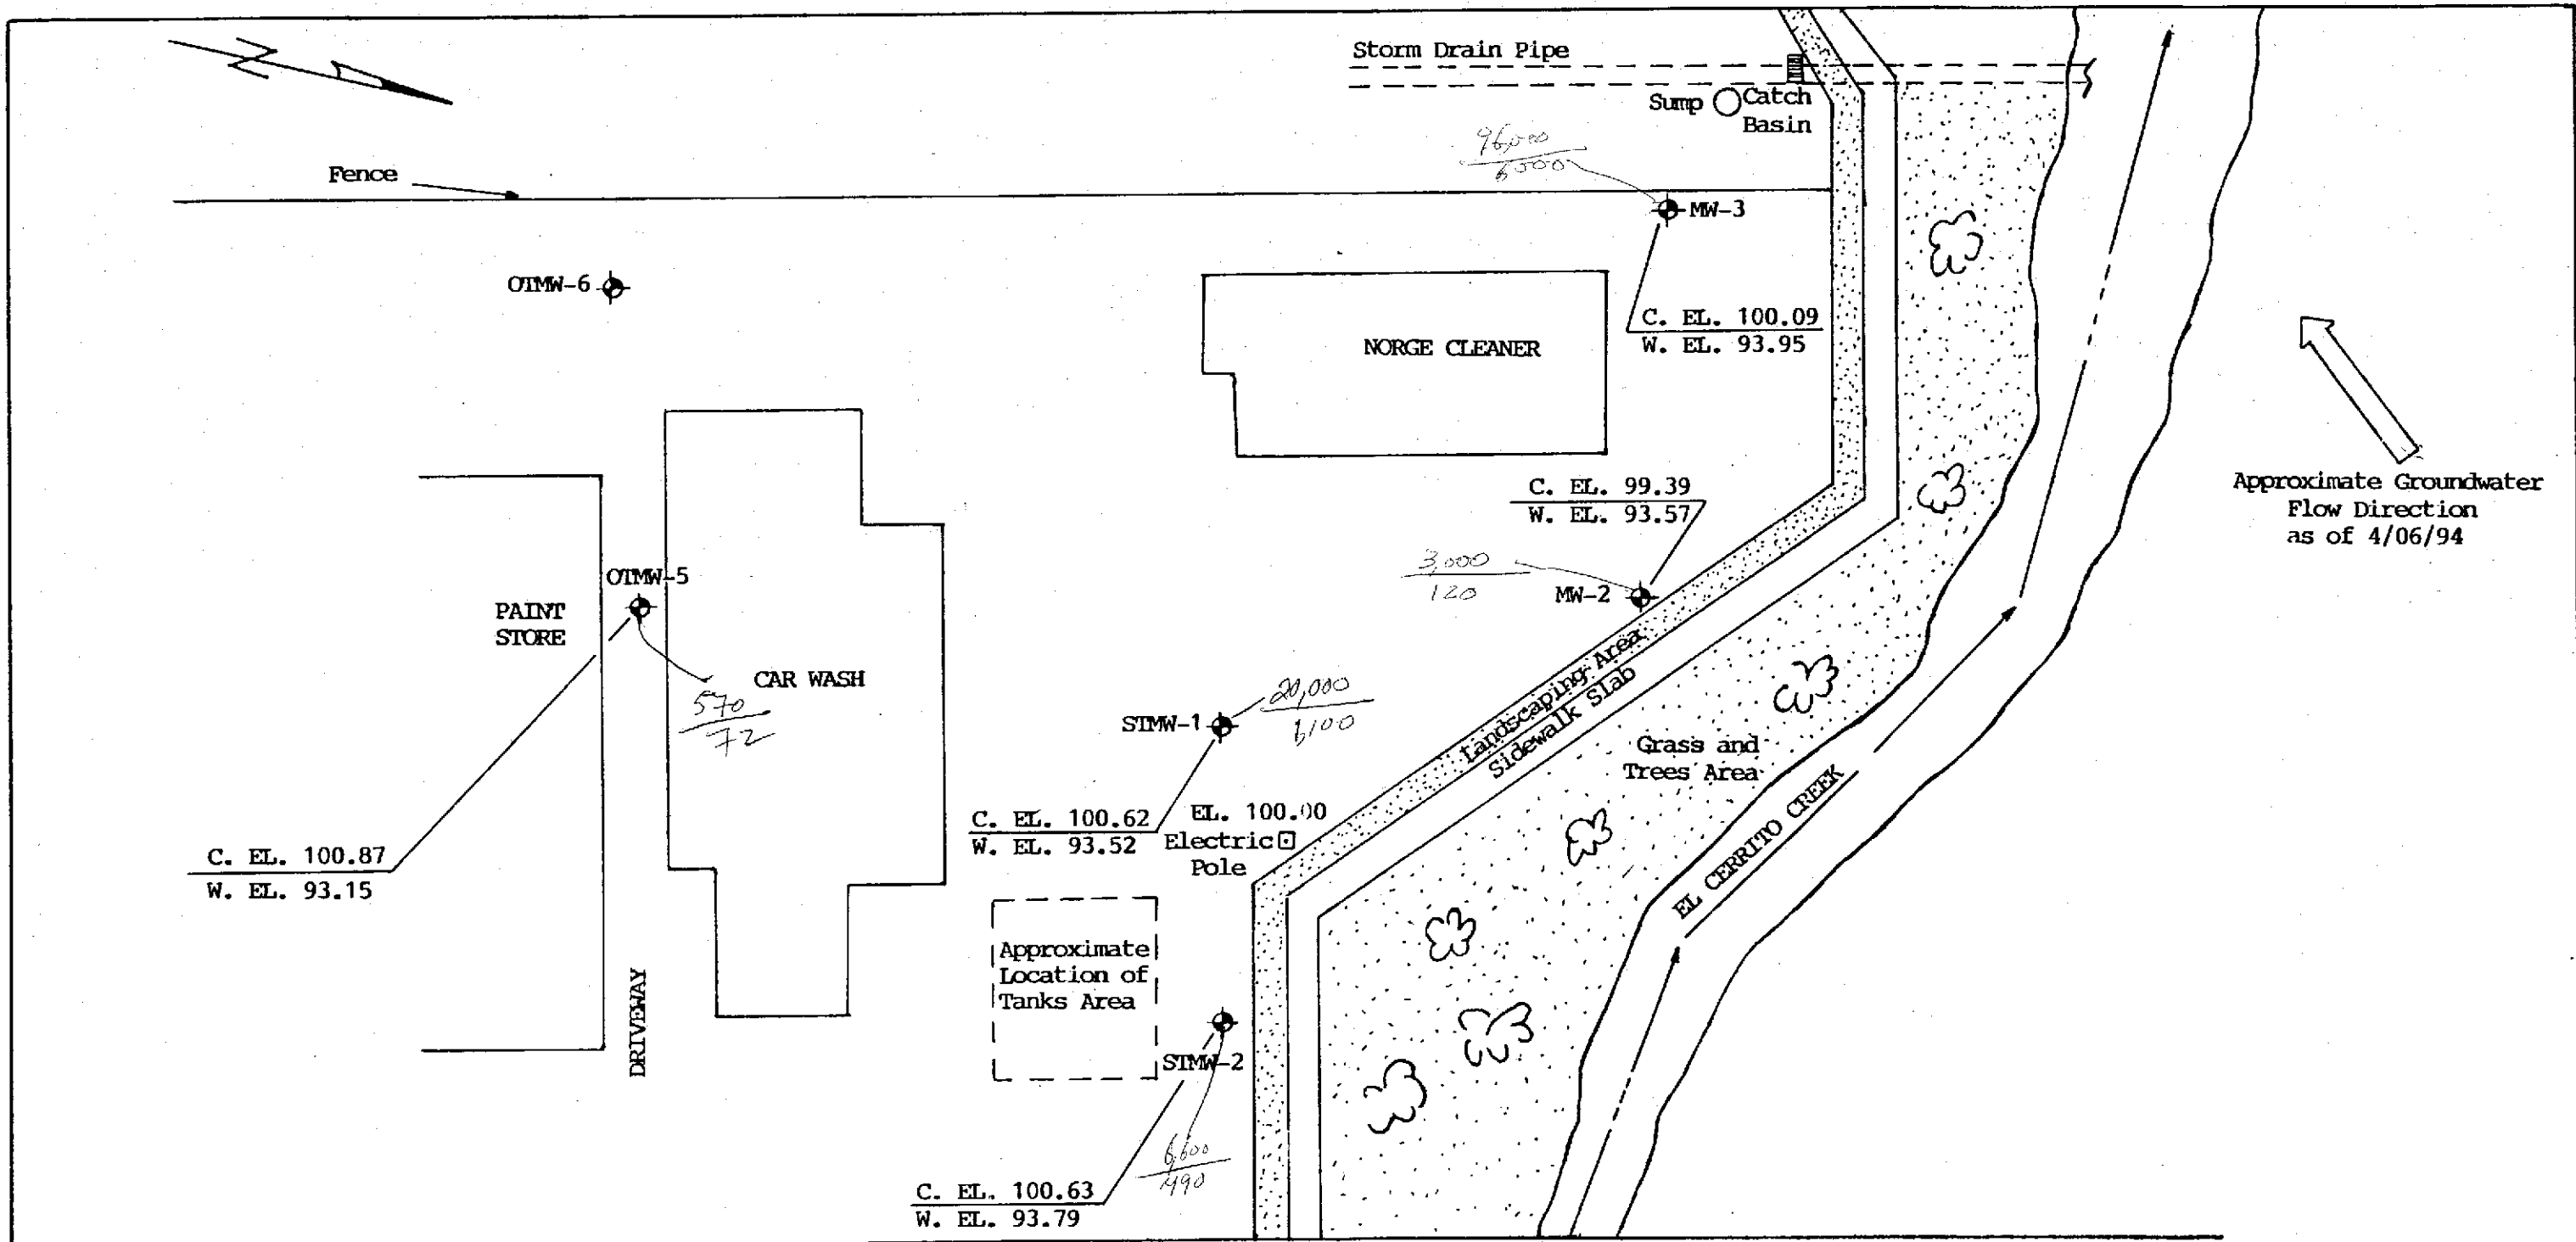 Storm Drain Pipe
Sump
Catch
Basin
96,000
6500
Fence
MW-3
OTMW-6
C. EL. 100.09
W. EL. 93.95
NORGE CLEANER
C. EL. 99.39
W. EL. 93.57
Approximate Groundwater
Flow Direction
as of 4/06/94
3,000
120
MW-2
OTMW-5
PAINT
STORE
CAR WASH
570
72
STMW-1
20,000
6,100
Landscaping Area
Sidewalk Slab
Grass and
Trees Area
EL CERRITO CREEK
C. EL. 100.62
W. EL. 93.52
EL. 100.00
Electric
Pole
C. EL. 100.87
W. EL. 93.15
Approximate
Location of
Tanks Area
DRIVEWAY
STMW-2
6,600
490
C. EL. 100.63
W. EL. 93.79